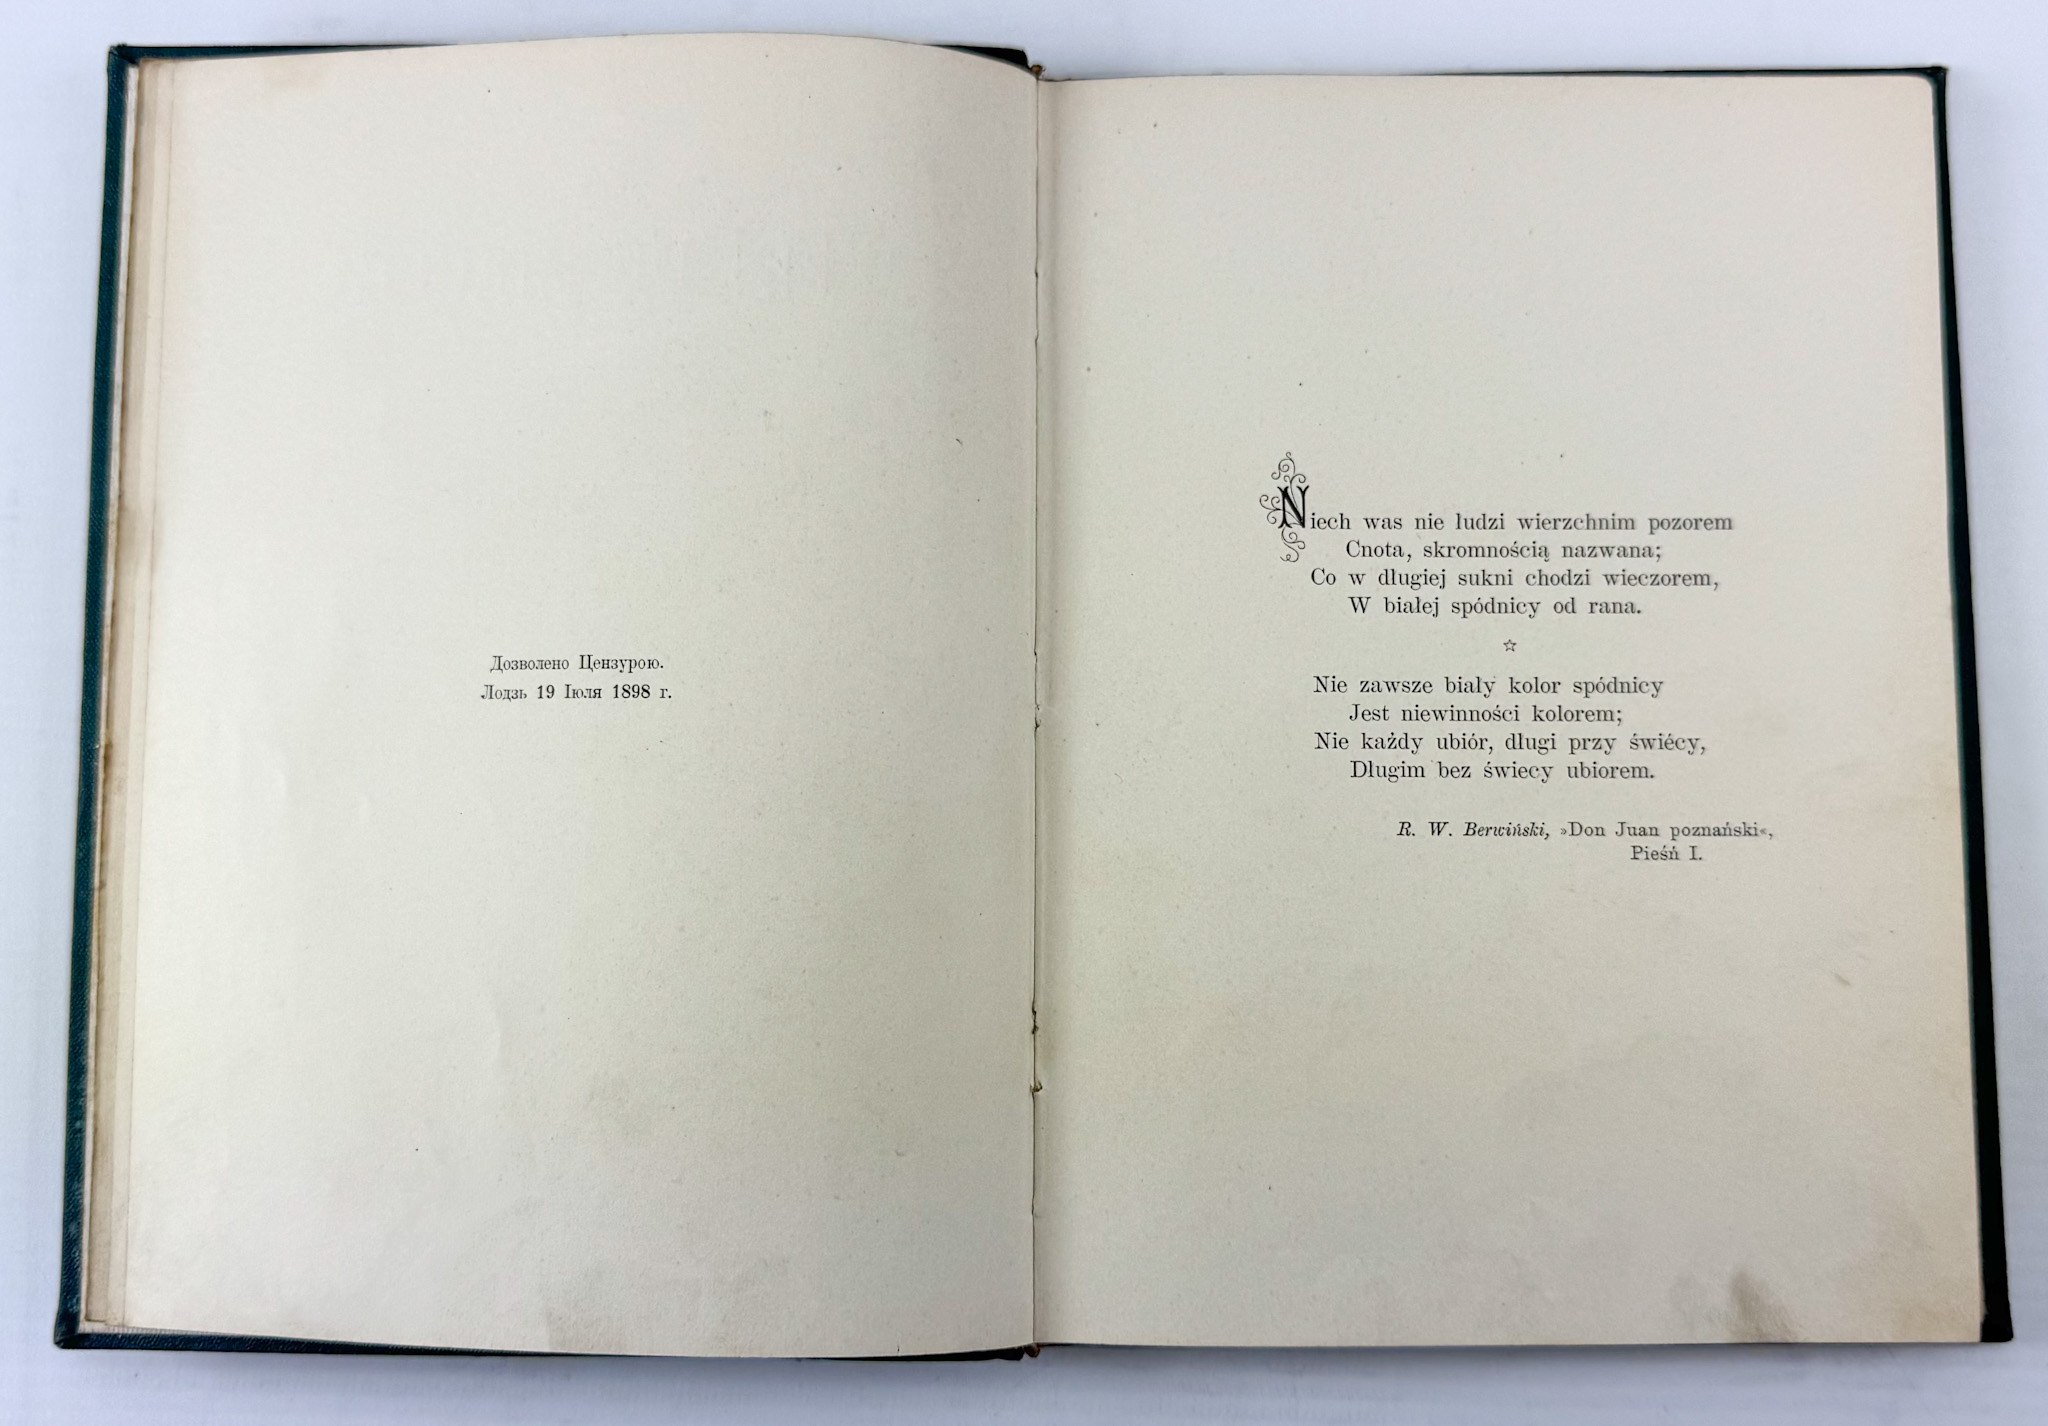 Дозволено Цензурою.
Лодзь 19 Іюля 1898 г.
Niech was nie łudzi wierzchnim pozorem
Cnota, skromnością nazwana;
Co w długiej sukni chodzi wieczorem,
W białej spódnicy od rana.
☆
Nie zawsze biały kolor spódnicy
Jest niewinności kolorem;
Nie każdy ubiór, długi przy świécy,
Długim bez świecy ubiorem.
R. W. Berwiński, »Don Juan poznański«,
Pieśń I.